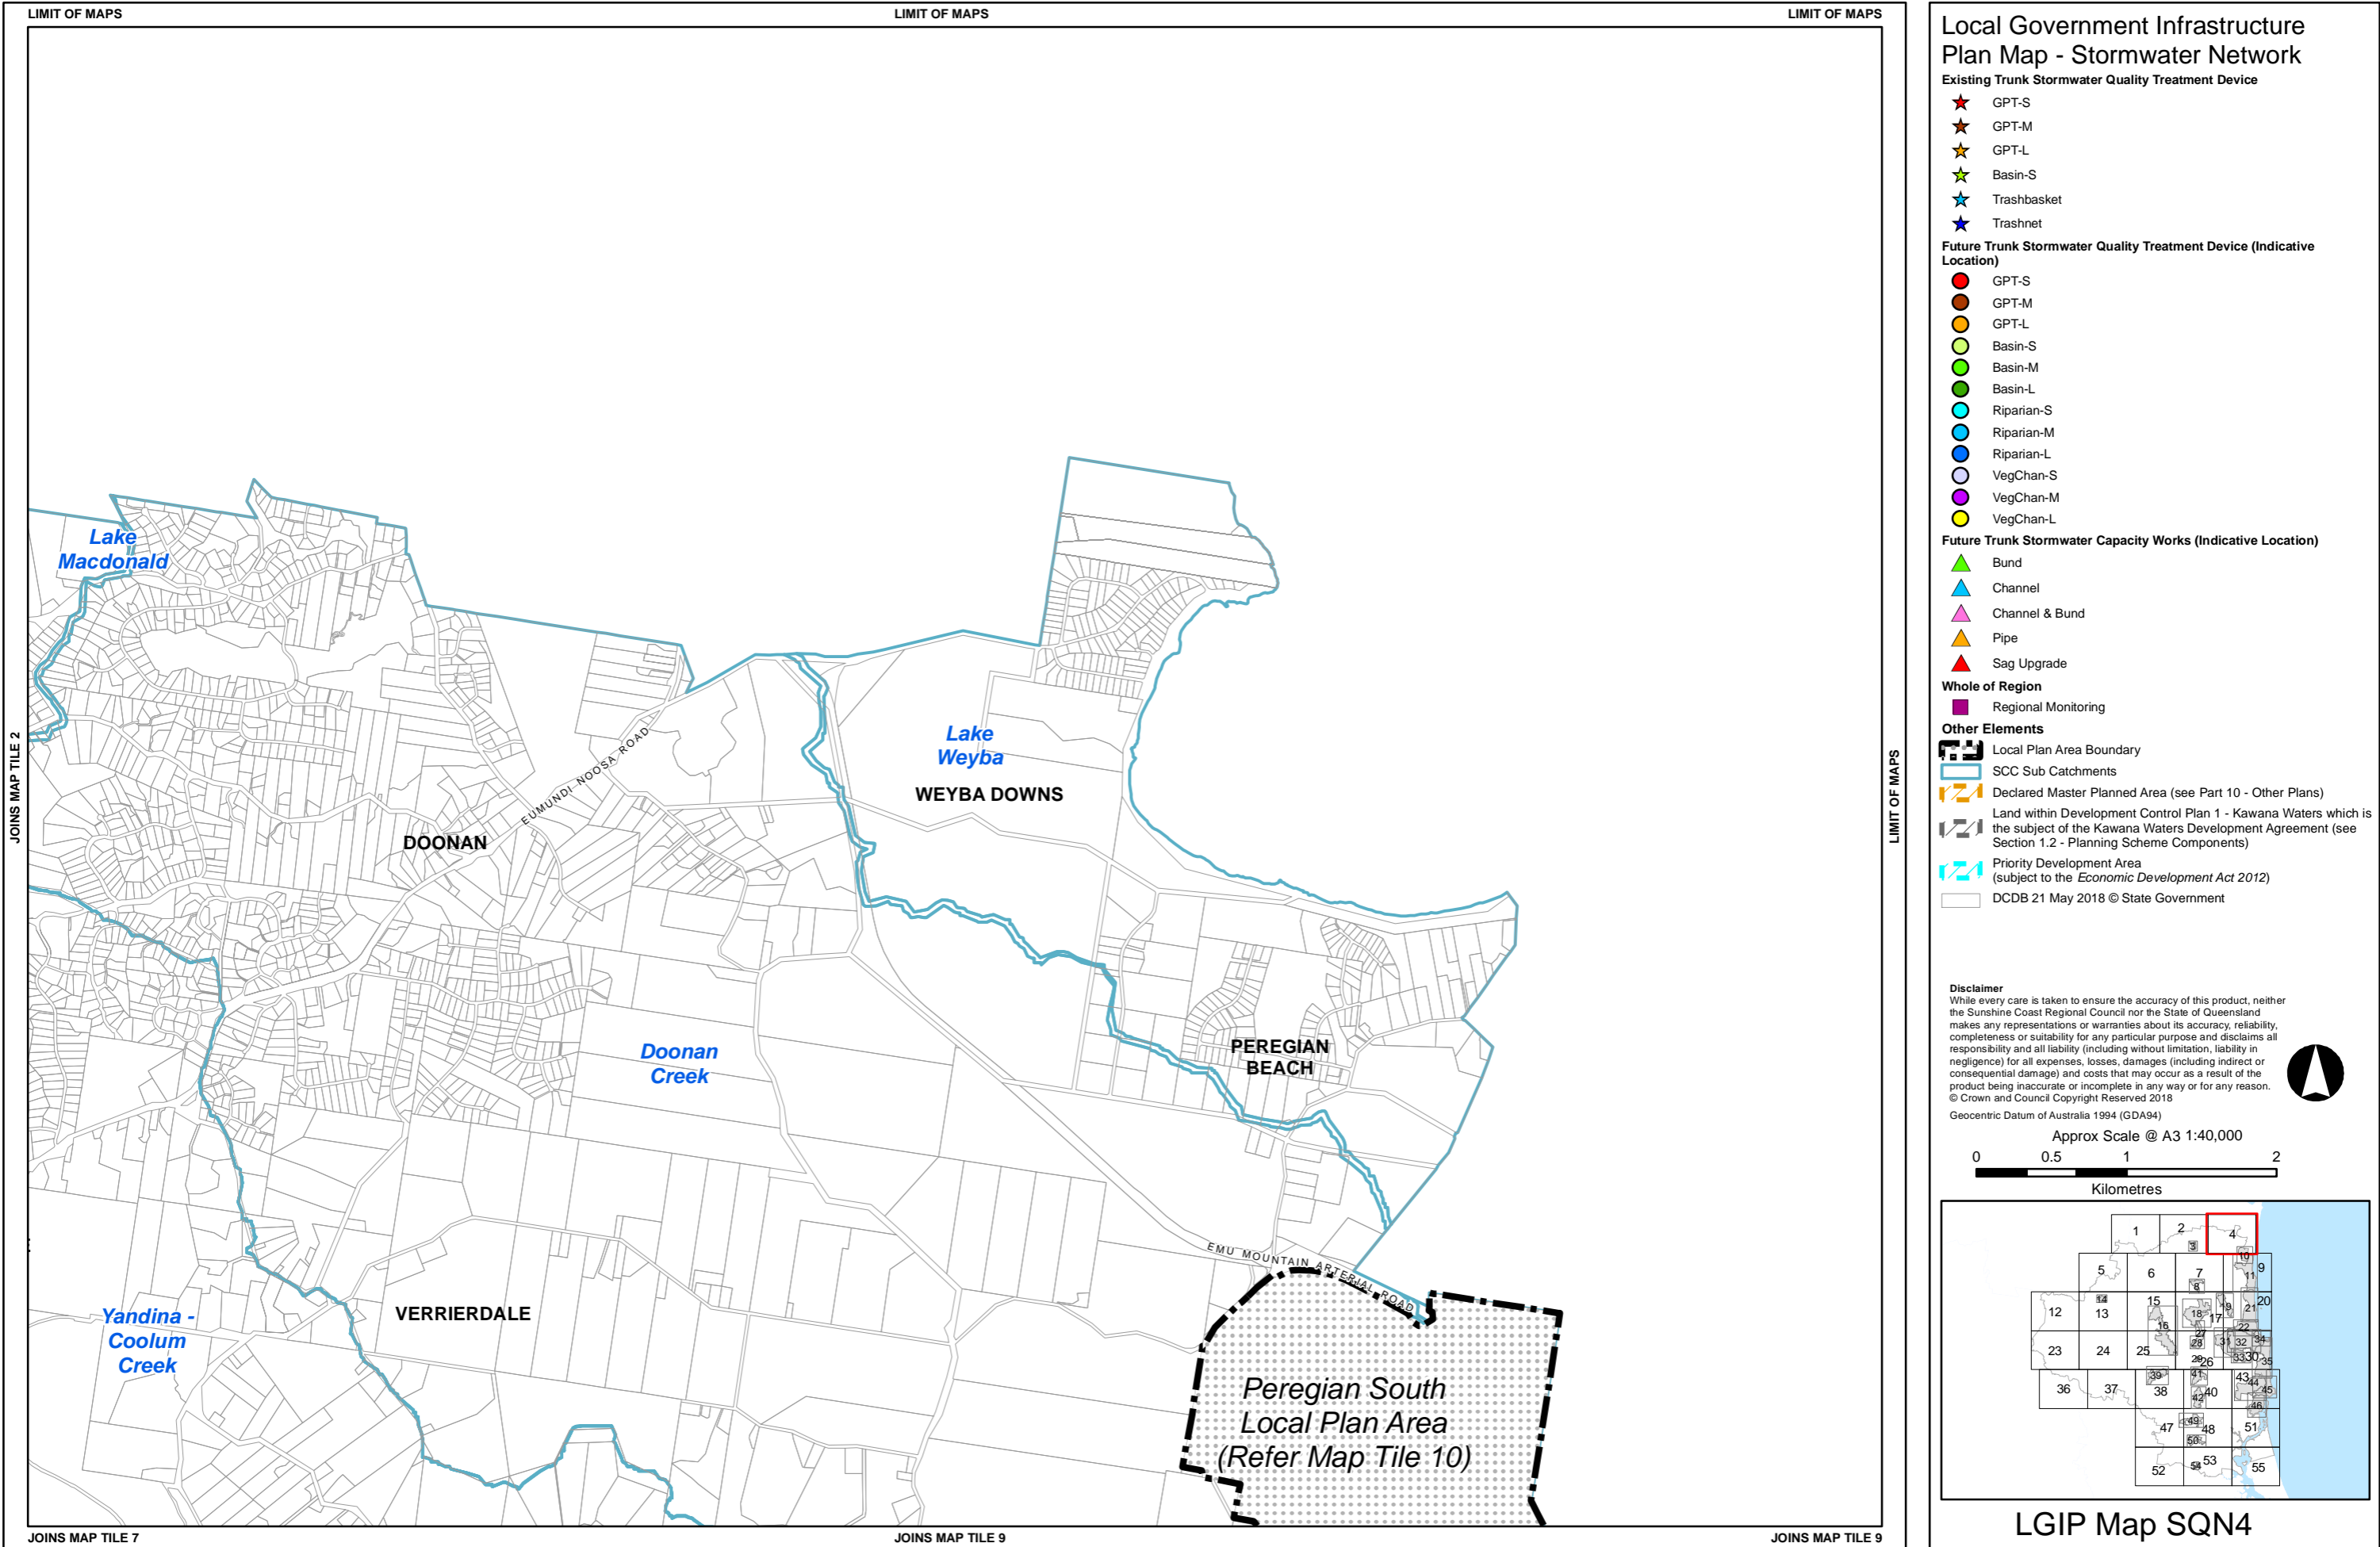 LIMIT OF MAPS
LIMIT OF MAPS
LIMIT OF MAPS
JOINS MAP TILE 2
LIMIT OF MAPS
Lake
Macdonald
EUMUNDI NOOSA ROAD
Lake
Weyba
WEYBA DOWNS
DOONAN
Doonan
Creek
PEREGIAN
BEACH
EMU MOUNTAIN ARTERIAL ROAD
VERRIERDALE
Yandina -
Coolum
Creek
Peregian South
Local Plan Area
(Refer Map Tile 10)
JOINS MAP TILE 7
JOINS MAP TILE 9
JOINS MAP TILE 9
Local Government Infrastructure
Plan Map - Stormwater Network
Existing Trunk Stormwater Quality Treatment Device
GPT-S
GPT-M
GPT-L
Basin-S
Trashbasket
Trashnet
Future Trunk Stormwater Quality Treatment Device (Indicative
Location)
GPT-S
GPT-M
GPT-L
Basin-S
Basin-M
Basin-L
Riparian-S
Riparian-M
Riparian-L
VegChan-S
VegChan-M
VegChan-L
Future Trunk Stormwater Capacity Works (Indicative Location)
Bund
Channel
Channel & Bund
Pipe
Sag Upgrade
Whole of Region
Regional Monitoring
Other Elements
Local Plan Area Boundary
SCC Sub Catchments
Declared Master Planned Area (see Part 10 - Other Plans)
Land within Development Control Plan 1 - Kawana Waters which is
the subject of the Kawana Waters Development Agreement (see
Section 1.2 - Planning Scheme Components)
Priority Development Area
(subject to the Economic Development Act 2012)
DCDB 21 May 2018 © State Government
Disclaimer
While every care is taken to ensure the accuracy of this product, neither
the Sunshine Coast Regional Council nor the State of Queensland
makes any representations or warranties about its accuracy, reliability,
completeness or suitability for any particular purpose and disclaims all
responsibility and all liability (including without limitation, liability in
negligence) for all expenses, losses, damages (including indirect or
consequential damage) and costs that may occur as a result of the
product being inaccurate or incomplete in any way or for any reason.
© Crown and Council Copyright Reserved 2018
Geocentric Datum of Australia 1994 (GDA94)
Approx Scale @ A3 1:40,000
0 0.5 1 2
Kilometres
1 2 3 4
10
5 6 7 8 9
11
12 13 14 15 16 17 18 19 20
21
22
23 24 25 26 27 28 29 30
31 32 33 34 35
36 37 38 39 40 41 42 43 44 45
46
47 48 49 50 51
52 53 54 55
LGIP Map SQN4